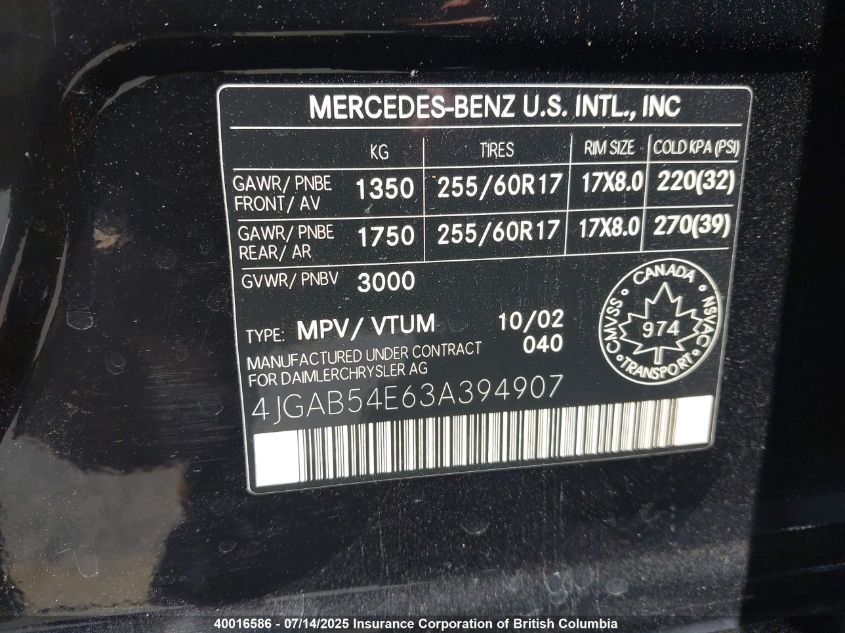 MERCEDES-BENZ U.S. INTL., INC
KG TIRES RIM SIZE COLD KPA (PSI)
GAWR/ PNBE FRONT/ AV 1350 255/60R17 17X8.0 220(32)
GAWR/ PNBE REAR/ AR 1750 255/60R17 17X8.0 270(39)
GVWR/ PNBV 3000
TYPE: MPV/ VTUM 10/02
040
MANUFACTURED UNDER CONTRACT
FOR DAIMLERCHRYSLER AG
CANADA
CMVSS NSVAC
974
TRANSPORT
4JGAB54E63A394907
40016586 - 07/14/2025 Insurance Corporation of British Columbia